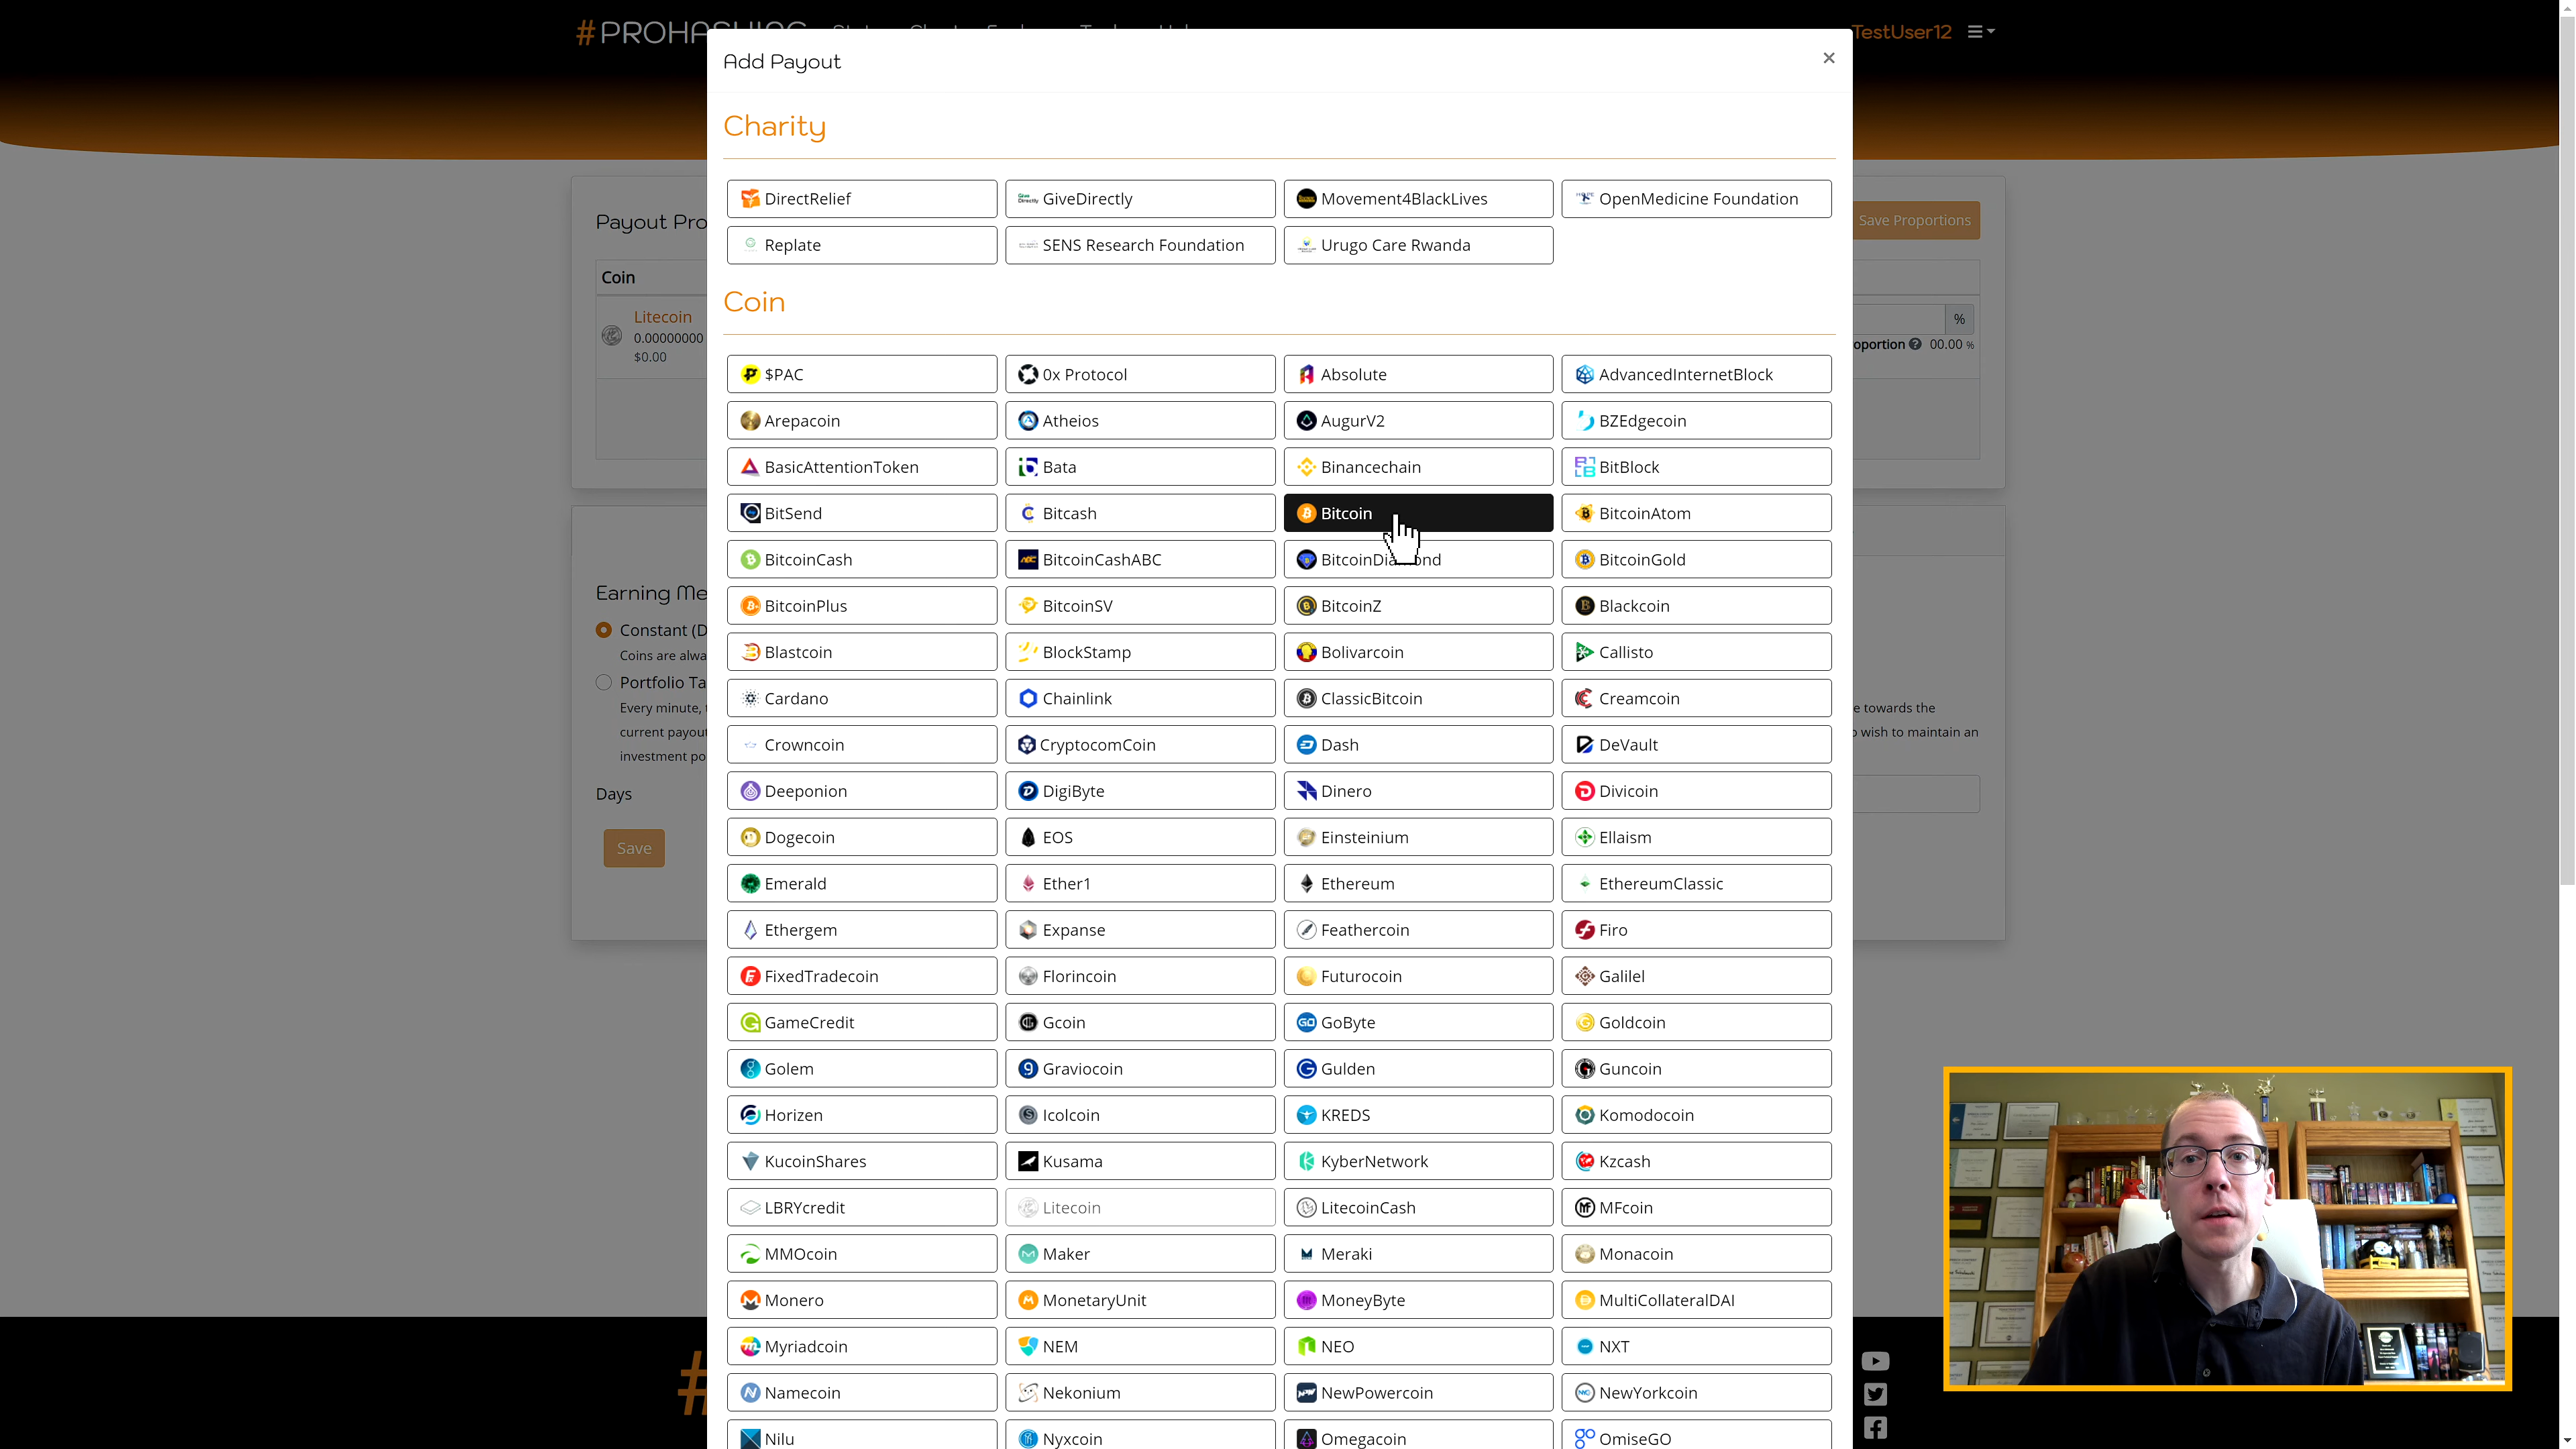 #PROHASHING
TestUser12
Add Payout
×
Charity
DirectRelief GiveDirectly Movement4BlackLives OpenMedicine Foundation
Replate SENS Research Foundation Urugo Care Rwanda
Coin
$PAC 0x Protocol Absolute AdvancedInternetBlock
Arepacoin Atheios AugurV2 BZEdgecoin
BasicAttentionToken Bata Binancechain BitBlock
BitSend Bitcash Bitcoin BitcoinAtom
BitcoinCash BitcoinCashABC BitcoinDiamond BitcoinGold
BitcoinPlus BitcoinSV BitcoinZ Blackcoin
Blastcoin BlockStamp Bolivarcoin Callisto
Cardano Chainlink ClassicBitcoin Creamcoin
Crowncoin CryptocomCoin Dash DeVault
Deeponion DigiByte Dinero Divicoin
Dogecoin EOS Einsteinium Ellaism
Emerald Ether1 Ethereum EthereumClassic
Ethergem Expanse Feathercoin Firo
FixedTradecoin Florincoin Futurocoin Galilel
GameCredit Gcoin GoByte Goldcoin
Golem Graviocoin Gulden Guncoin
Horizen Icolcoin KREDS Komodocoin
KucoinShares Kusama KyberNetwork Kzcash
LBRYcredit Litecoin LitecoinCash MFcoin
MMOcoin Maker Meraki Monacoin
Monero MonetaryUnit MoneyByte MultiCollateralDAI
Myriadcoin NEM NEO NXT
Namecoin Nekonium NewPowercoin NewYorkcoin
Nilu Nyxcoin Omegacoin OmiseGO
Payout Pro
Save Proportions
Coin
Litecoin
0.00000000
$0.00
%
oportion 00.00 %
Earning Me
Constant (D
Coins are alwa
Portfolio Ta
Every minute,
e towards the
current payou
o wish to maintain an
investment po
Days
Save
#